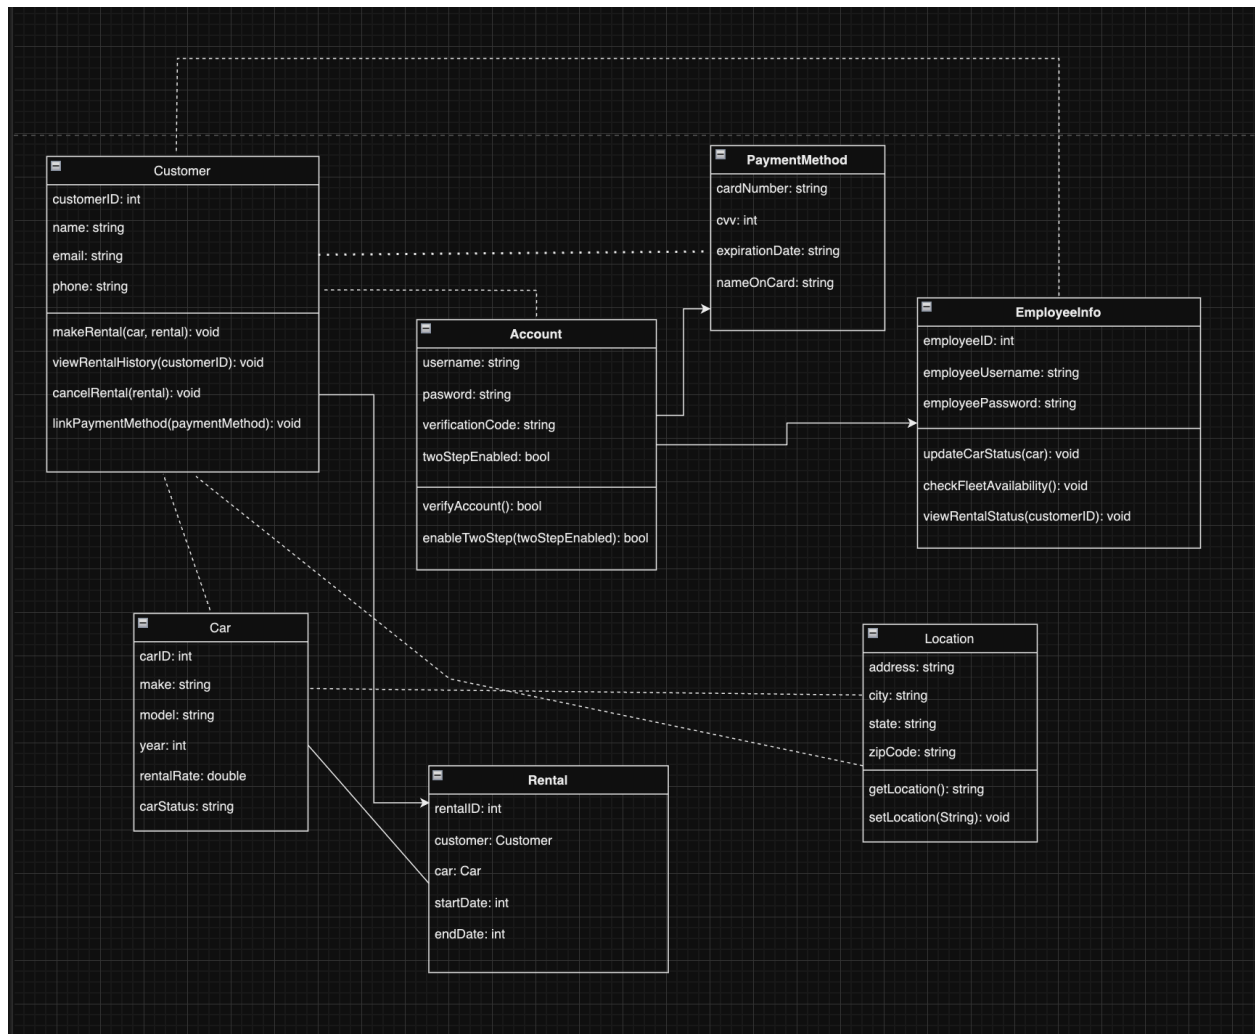 Customer
customerID: int
name: string
email: string
phone: string
makeRental(car, rental): void
viewRentalHistory(customerID): void
cancelRental(rental): void
linkPaymentMethod(paymentMethod): void
PaymentMethod
cardNumber: string
cvv: int
expirationDate: string
nameOnCard: string
Account
username: string
pasword: string
verificationCode: string
twoStepEnabled: bool
verifyAccount(): bool
enableTwoStep(twoStepEnabled): bool
EmployeeInfo
employeeID: int
employeeUsername: string
employeePassword: string
updateCarStatus(car): void
checkFleetAvailability(): void
viewRentalStatus(customerID): void
Car
carID: int
make: string
model: string
year: int
rentalRate: double
carStatus: string
Rental
rentalID: int
customer: Customer
car: Car
startDate: int
endDate: int
Location
address: string
city: string
state: string
zipCode: string
getLocation(): string
setLocation(String): void